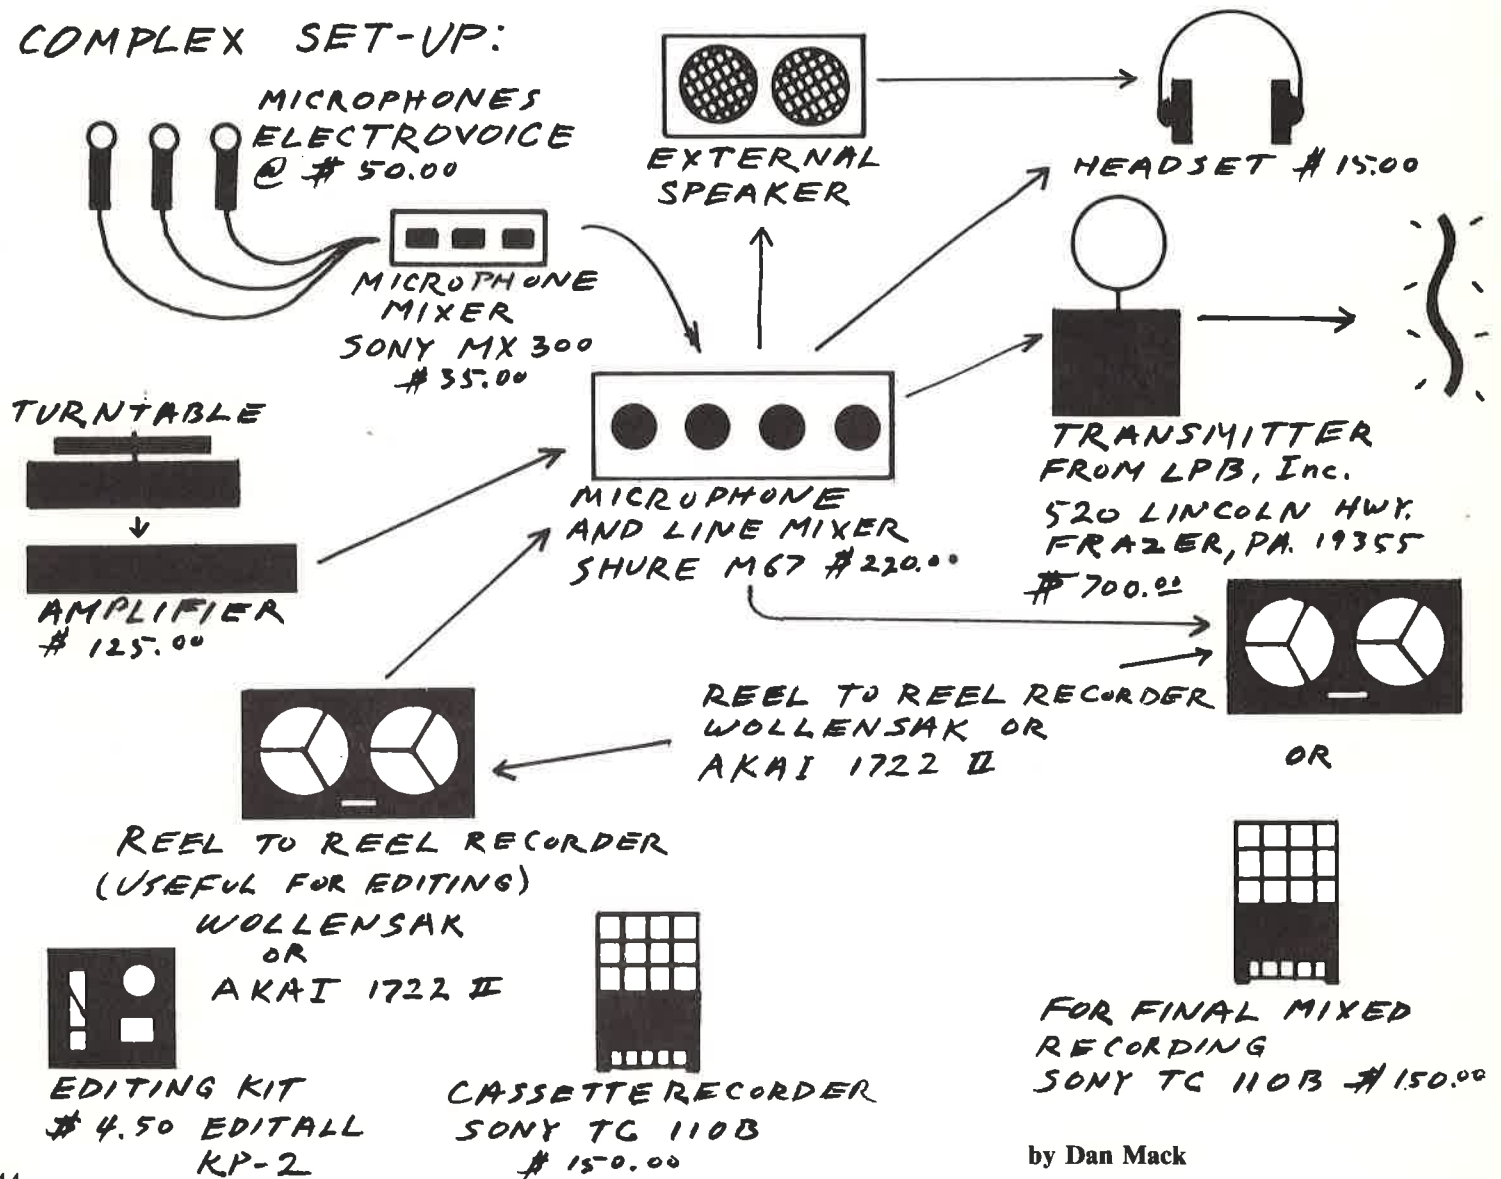 COMPLEX SET-UP:
MICROPHONES
ELECTROVOICE
@ $50.00
EXTERNAL
SPEAKER
HEADSET $15.00
MICROPHONE
MIXER
SONY MX 300
$35.00
TURNTABLE
AMPLIFIER
$125.00
MICROPHONE
AND LINE MIXER
SHURE M67 $220.00
TRANSMITTER
FROM LPB, Inc.
520 LINCOLN HWY.
FRAZER, PA. 19355
$700.00
REEL TO REEL RECORDER
WOLLENSAK OR
AKAI 1722 II
OR
REEL TO REEL RECORDER
(USEFUL FOR EDITING)
WOLLENSAK
OR
AKAI 1722 II
EDITING KIT
$4.50 EDITALL
KP-2
CASSETTE RECORDER
SONY TC 110B
$150.00
FOR FINAL MIXED
RECORDING
SONY TC 110B $150.00
by Dan Mack